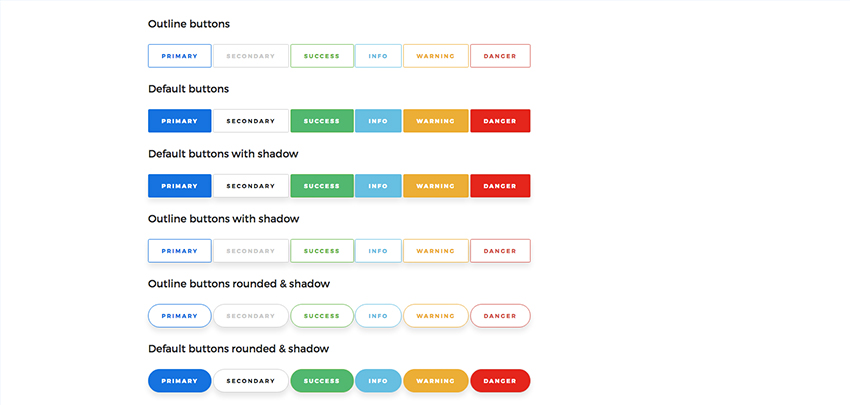 Outline buttons
PRIMARY SECONDARY SUCCESS INFO WARNING DANGER
Default buttons
PRIMARY SECONDARY SUCCESS INFO WARNING DANGER
Default buttons with shadow
PRIMARY SECONDARY SUCCESS INFO WARNING DANGER
Outline buttons with shadow
PRIMARY SECONDARY SUCCESS INFO WARNING DANGER
Outline buttons rounded & shadow
PRIMARY SECONDARY SUCCESS INFO WARNING DANGER
Default buttons rounded & shadow
PRIMARY SECONDARY SUCCESS INFO WARNING DANGER